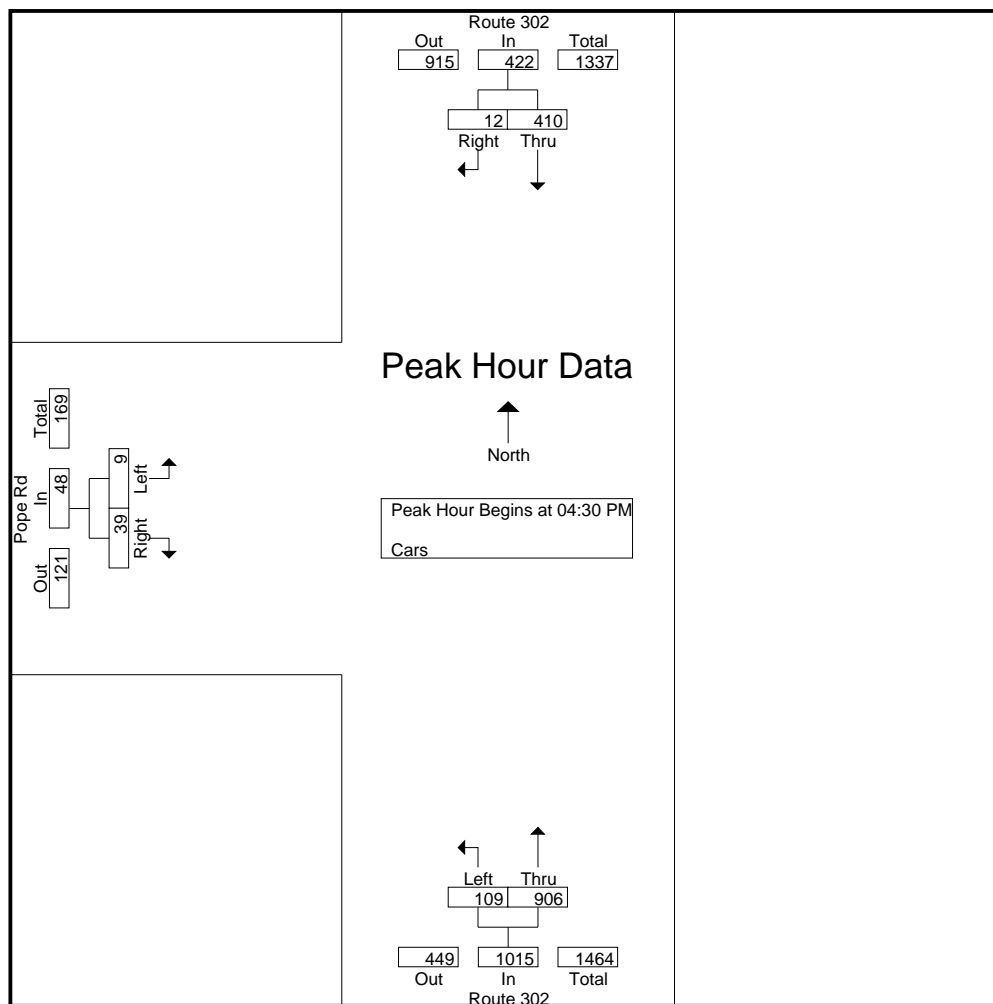 Route 302
Out In Total
915 422 1337
12 410
Right Thru
Peak Hour Data
North
Peak Hour Begins at 04:30 PM
Cars
Pope Rd
Out In Total
121 48 169
39 9
Right Left
Left Thru
109 906
449 1015 1464
Out In Total
Route 302